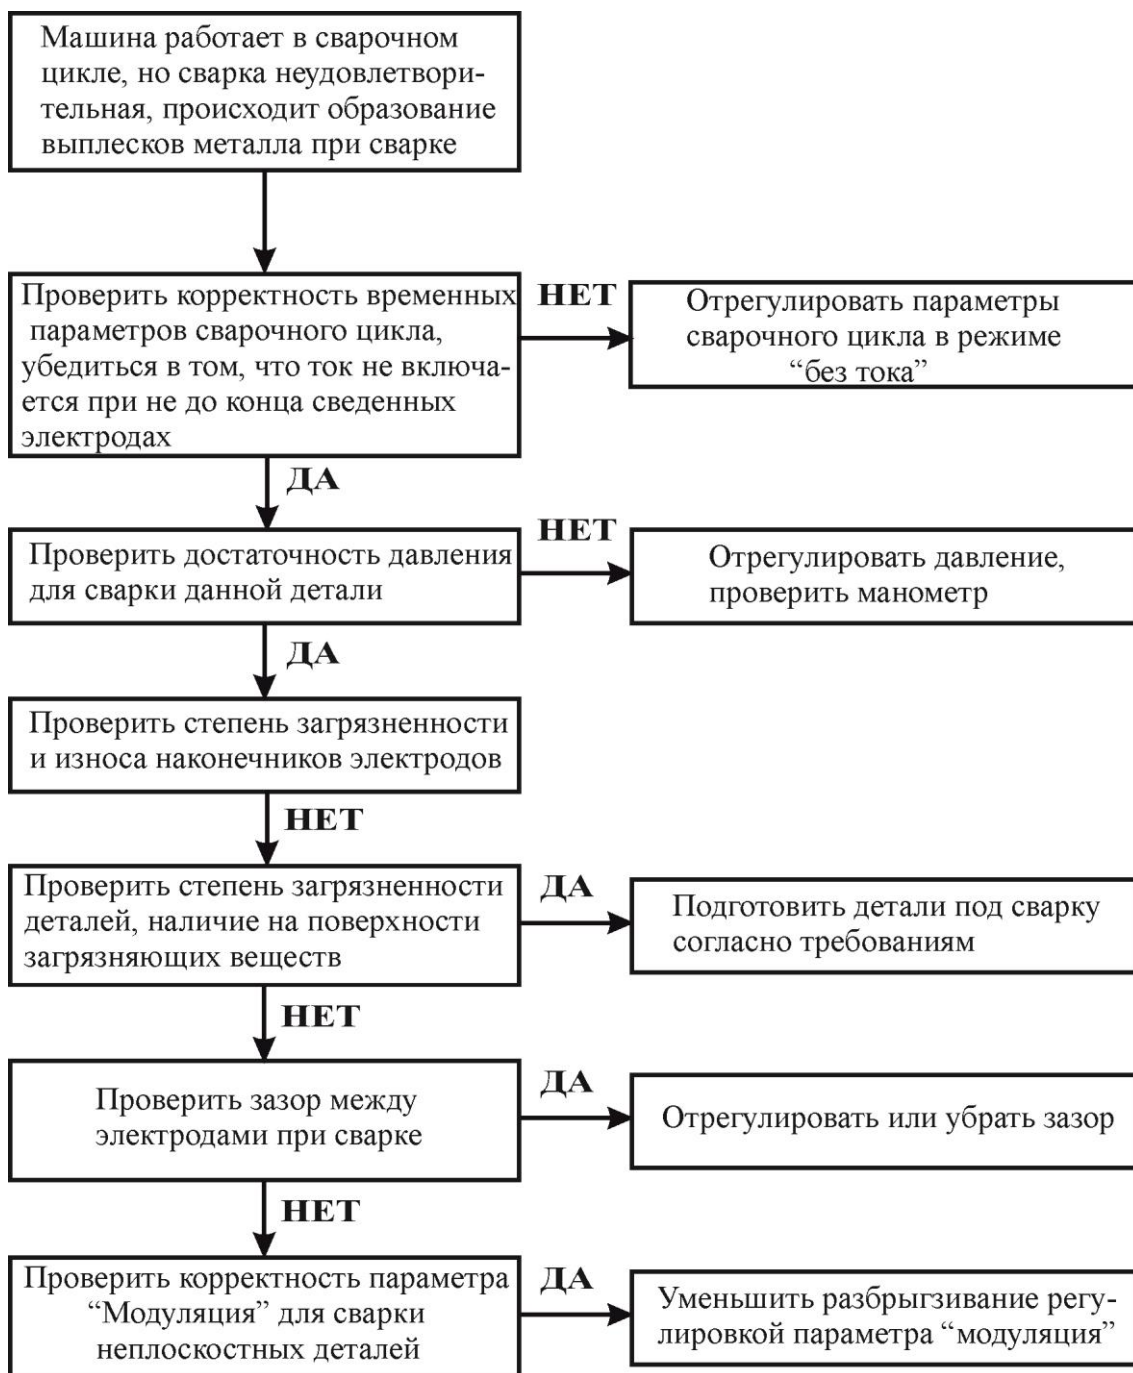 Машина работает в сварочном
цикле, но сварка неудовлетвори-
тельная, происходит образование
выплесков металла при сварке
Проверить корректность временных
параметров сварочного цикла,
убедиться в том, что ток не включа-
ется при не до конца сведенных
электродах
НЕТ
Отрегулировать параметры
сварочного цикла в режиме
“без тока”
ДА
Проверить достаточность давления
для сварки данной детали
НЕТ
Отрегулировать давление,
проверить манометр
ДА
Проверить степень загрязненности
и износа наконечников электродов
НЕТ
Проверить степень загрязненности
деталей, наличие на поверхности
загрязняющих веществ
ДА
Подготовить детали под сварку
согласно требованиям
НЕТ
Проверить зазор между
электродами при сварке
ДА
Отрегулировать или убрать зазор
НЕТ
Проверить корректность параметра
“Модуляция” для сварки
неплоскостных деталей
ДА
Уменьшить разбрыгзивание регу-
лировкой параметра “модуляция”